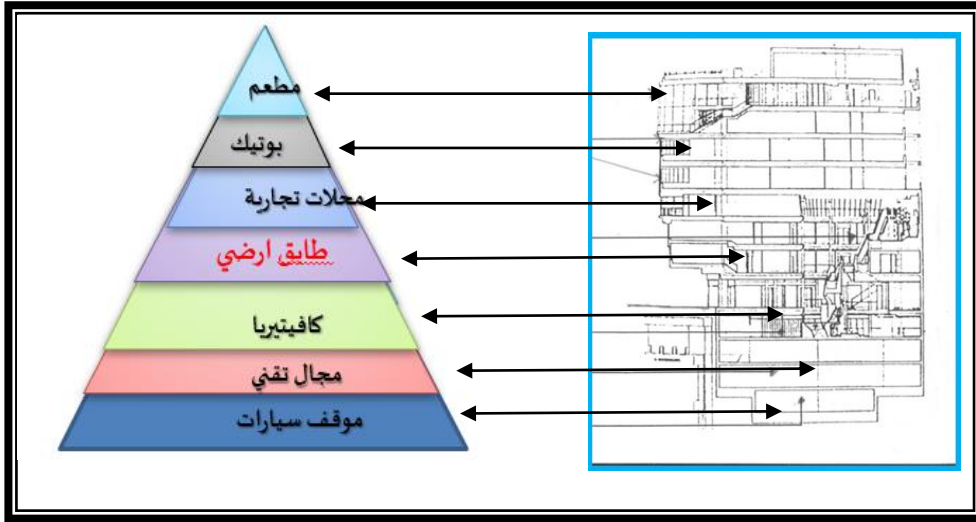 مطعم
بوتيك
محلات تجارية
طابق ارضي
كافيتيريا
مجال تقني
موقف سيارات